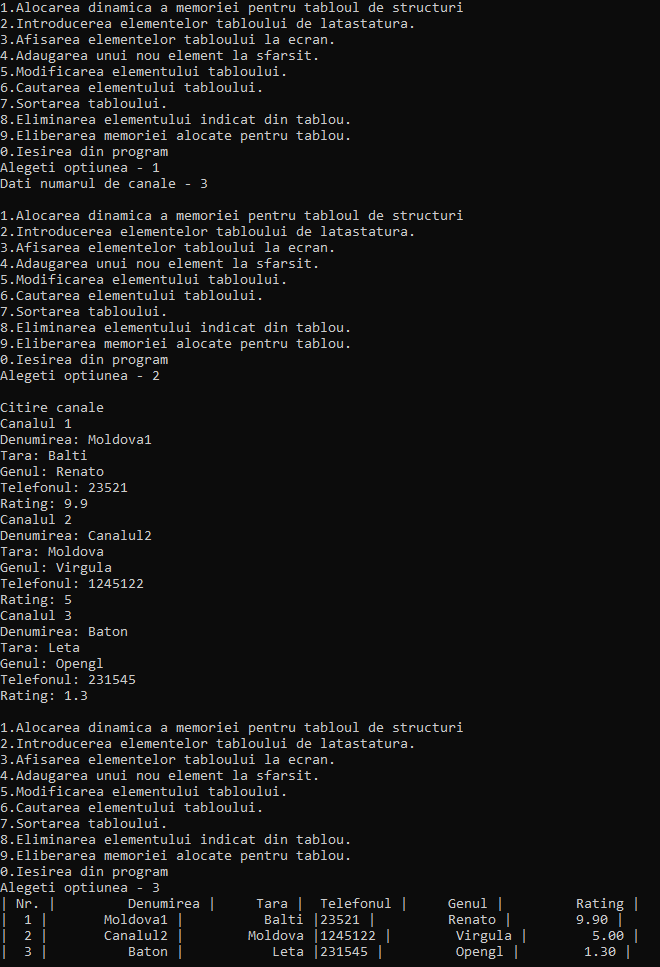 1.Alocarea dinamica a memoriei pentru tabloul de structuri
2.Introducerea elementelor tabloului de latastatura.
3.Afisarea elementelor tabloului la ecran.
4.Adaugarea unui nou element la sfarsit.
5.Modificarea elementului tabloului.
6.Cautarea elementului tabloului.
7.Sortarea tabloului.
8.Eliminarea elementului indicat din tablou.
9.Eliberarea memoriei alocate pentru tablou.
0.Iesirea din program
Alegeti optiunea - 1
Dati numarul de canale - 3
1.Alocarea dinamica a memoriei pentru tabloul de structuri
2.Introducerea elementelor tabloului de latastatura.
3.Afisarea elementelor tabloului la ecran.
4.Adaugarea unui nou element la sfarsit.
5.Modificarea elementului tabloului.
6.Cautarea elementului tabloului.
7.Sortarea tabloului.
8.Eliminarea elementului indicat din tablou.
9.Eliberarea memoriei alocate pentru tablou.
0.Iesirea din program
Alegeti optiunea - 2
Citire canale
Canalul 1
Denumirea: Moldova1
Tara: Balti
Genul: Renato
Telefonul: 23521
Rating: 9.9
Canalul 2
Denumirea: Canalul2
Tara: Moldova
Genul: Virgula
Telefonul: 1245122
Rating: 5
Canalul 3
Denumirea: Baton
Tara: Leta
Genul: Opengl
Telefonul: 231545
Rating: 1.3
1.Alocarea dinamica a memoriei pentru tabloul de structuri
2.Introducerea elementelor tabloului de latastatura.
3.Afisarea elementelor tabloului la ecran.
4.Adaugarea unui nou element la sfarsit.
5.Modificarea elementului tabloului.
6.Cautarea elementului tabloului.
7.Sortarea tabloului.
8.Eliminarea elementului indicat din tablou.
9.Eliberarea memoriei alocate pentru tablou.
0.Iesirea din program
Alegeti optiunea - 3
| Nr. |         Denumirea |     Tara |  Telefonul |     Genul |         Rating |
|  1 |       Moldova1 |          Balti |23521 |         Renato |        9.90 |
|  2 |       Canalul2 |        Moldova |1245122 |        Virgula |        5.00 |
|  3 |          Baton |           Leta |231545 |         Opengl |        1.30 |